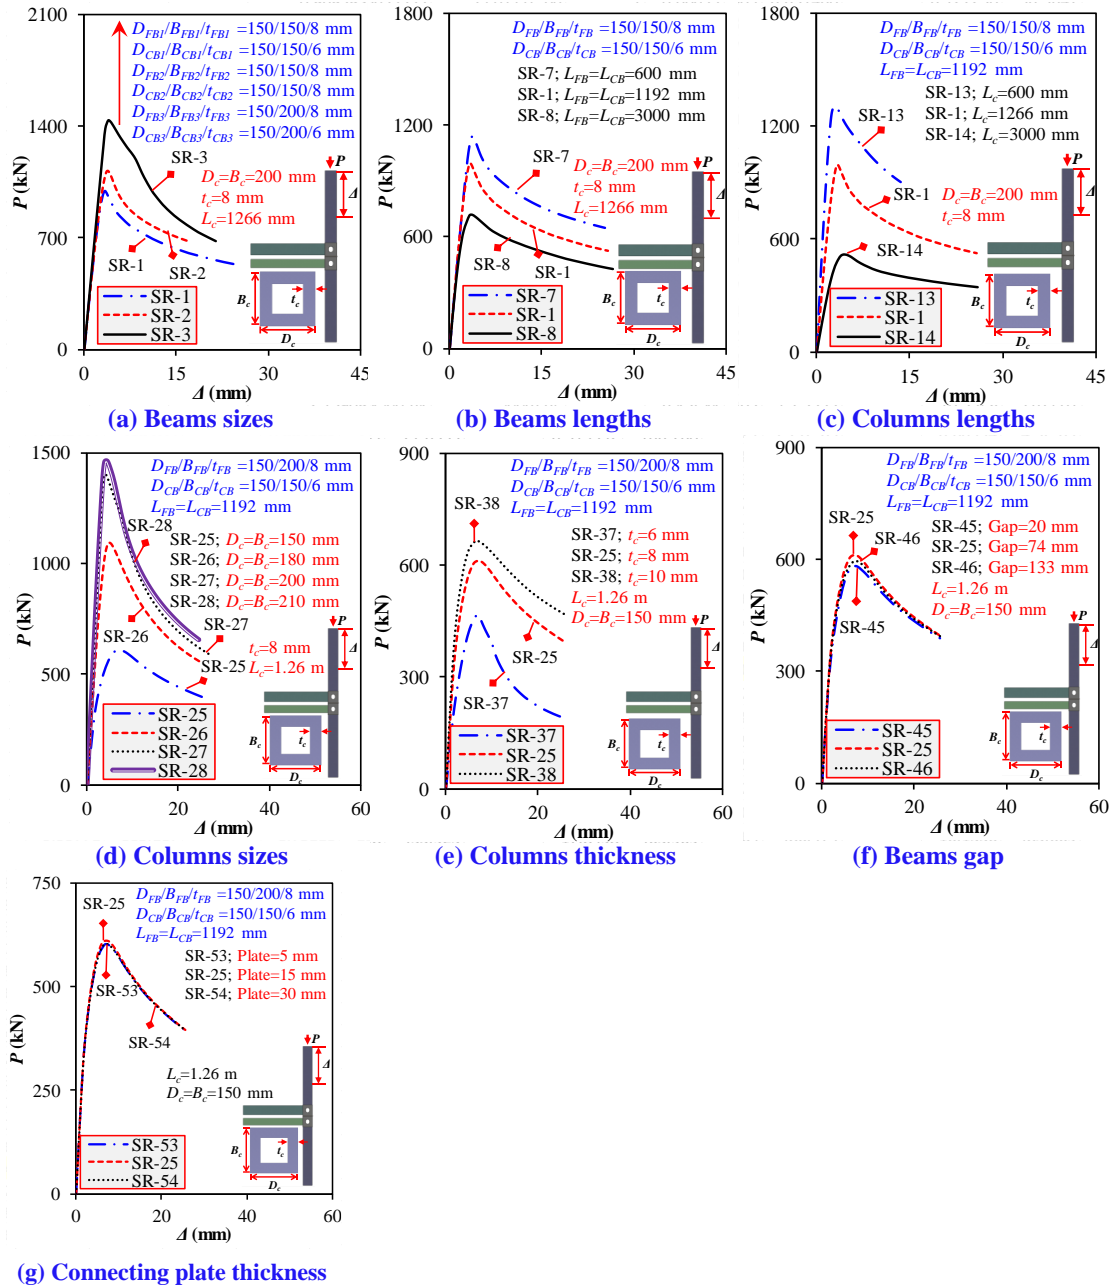 2100
1400
700
0
P (kN)
D_FB1/B_FB1/t_FB1 =150/150/8 mm
D_CB1/B_CB1/t_CB1 =150/150/6 mm
D_FB2/B_FB2/t_FB2 =150/150/8 mm
D_CB2/B_CB2/t_CB2 =150/150/8 mm
D_FB3/B_FB3/t_FB3 =150/200/8 mm
D_CB3/B_CB3/t_CB3 =150/200/6 mm
SR-3
D_c=B_c=200 mm
t_c=8 mm
L_c=1266 mm
SR-1
SR-2
P
Δ
B_c
t_c
D_c
SR-1
SR-2
SR-3
0 15 30 45
Δ (mm)
(a) Beams sizes
1800
1200
600
0
P (kN)
D_FB/B_FB/t_FB =150/150/8 mm
D_CB/B_CB/t_CB =150/150/6 mm
SR-7; L_FB=L_CB=600 mm
SR-1; L_FB=L_CB=1192 mm
SR-8; L_FB=L_CB=3000 mm
SR-7
D_c=B_c=200 mm
t_c=8 mm
L_c=1266 mm
SR-8
SR-1
P
Δ
B_c
t_c
D_c
SR-7
SR-1
SR-8
0 15 30 45
Δ (mm)
(b) Beams lengths
1800
1200
600
0
P (kN)
D_FB/B_FB/t_FB =150/150/8 mm
D_CB/B_CB/t_CB =150/150/6 mm
L_FB=L_CB=1192 mm
SR-13; L_c=600 mm
SR-1; L_c=1266 mm
SR-14; L_c=3000 mm
SR-13
SR-1
D_c=B_c=200 mm
t_c=8 mm
SR-14
P
Δ
B_c
t_c
D_c
SR-13
SR-1
SR-14
0 15 30 45
Δ (mm)
(c) Columns lengths
1500
1000
500
0
P (kN)
D_FB/B_FB/t_FB =150/200/8 mm
D_CB/B_CB/t_CB =150/150/6 mm
L_FB=L_CB=1192 mm
SR-28
SR-25; D_c=B_c=150 mm
SR-26; D_c=B_c=180 mm
SR-27; D_c=B_c=200 mm
SR-28; D_c=B_c=210 mm
SR-26
SR-27
SR-25
t_c=8 mm
L_c=1.26 m
P
Δ
B_c
t_c
D_c
SR-25
SR-26
SR-27
SR-28
0 20 40 60
Δ (mm)
(d) Columns sizes
900
600
300
0
P (kN)
D_FB/B_FB/t_FB =150/200/8 mm
D_CB/B_CB/t_CB =150/150/6 mm
L_FB=L_CB=1192 mm
SR-38
SR-37; t_c=6 mm
SR-25; t_c=8 mm
SR-38; t_c=10 mm
L_c=1.26 m
D_c=B_c=150 mm
SR-25
SR-37
P
Δ
B_c
t_c
D_c
SR-37
SR-25
SR-38
0 20 40 60
Δ (mm)
(e) Columns thickness
900
600
300
0
P (kN)
D_FB/B_FB/t_FB =150/200/8 mm
D_CB/B_CB/t_CB =150/150/6 mm
L_FB=L_CB=1192 mm
SR-25
SR-46
SR-45; Gap=20 mm
SR-25; Gap=74 mm
SR-46; Gap=133 mm
L_c=1.26 m
D_c=B_c=150 mm
SR-45
P
Δ
B_c
t_c
D_c
SR-45
SR-25
SR-46
0 20 40 60
Δ (mm)
(f) Beams gap
750
500
250
0
P (kN)
D_FB/B_FB/t_FB =150/200/8 mm
D_CB/B_CB/t_CB =150/150/6 mm
L_FB=L_CB=1192 mm
SR-25
SR-53; Plate=5 mm
SR-25; Plate=15 mm
SR-54; Plate=30 mm
SR-53
SR-54
L_c=1.26 m
D_c=B_c=150 mm
P
Δ
B_c
t_c
D_c
SR-53
SR-25
SR-54
0 20 40 60
Δ (mm)
(g) Connecting plate thickness